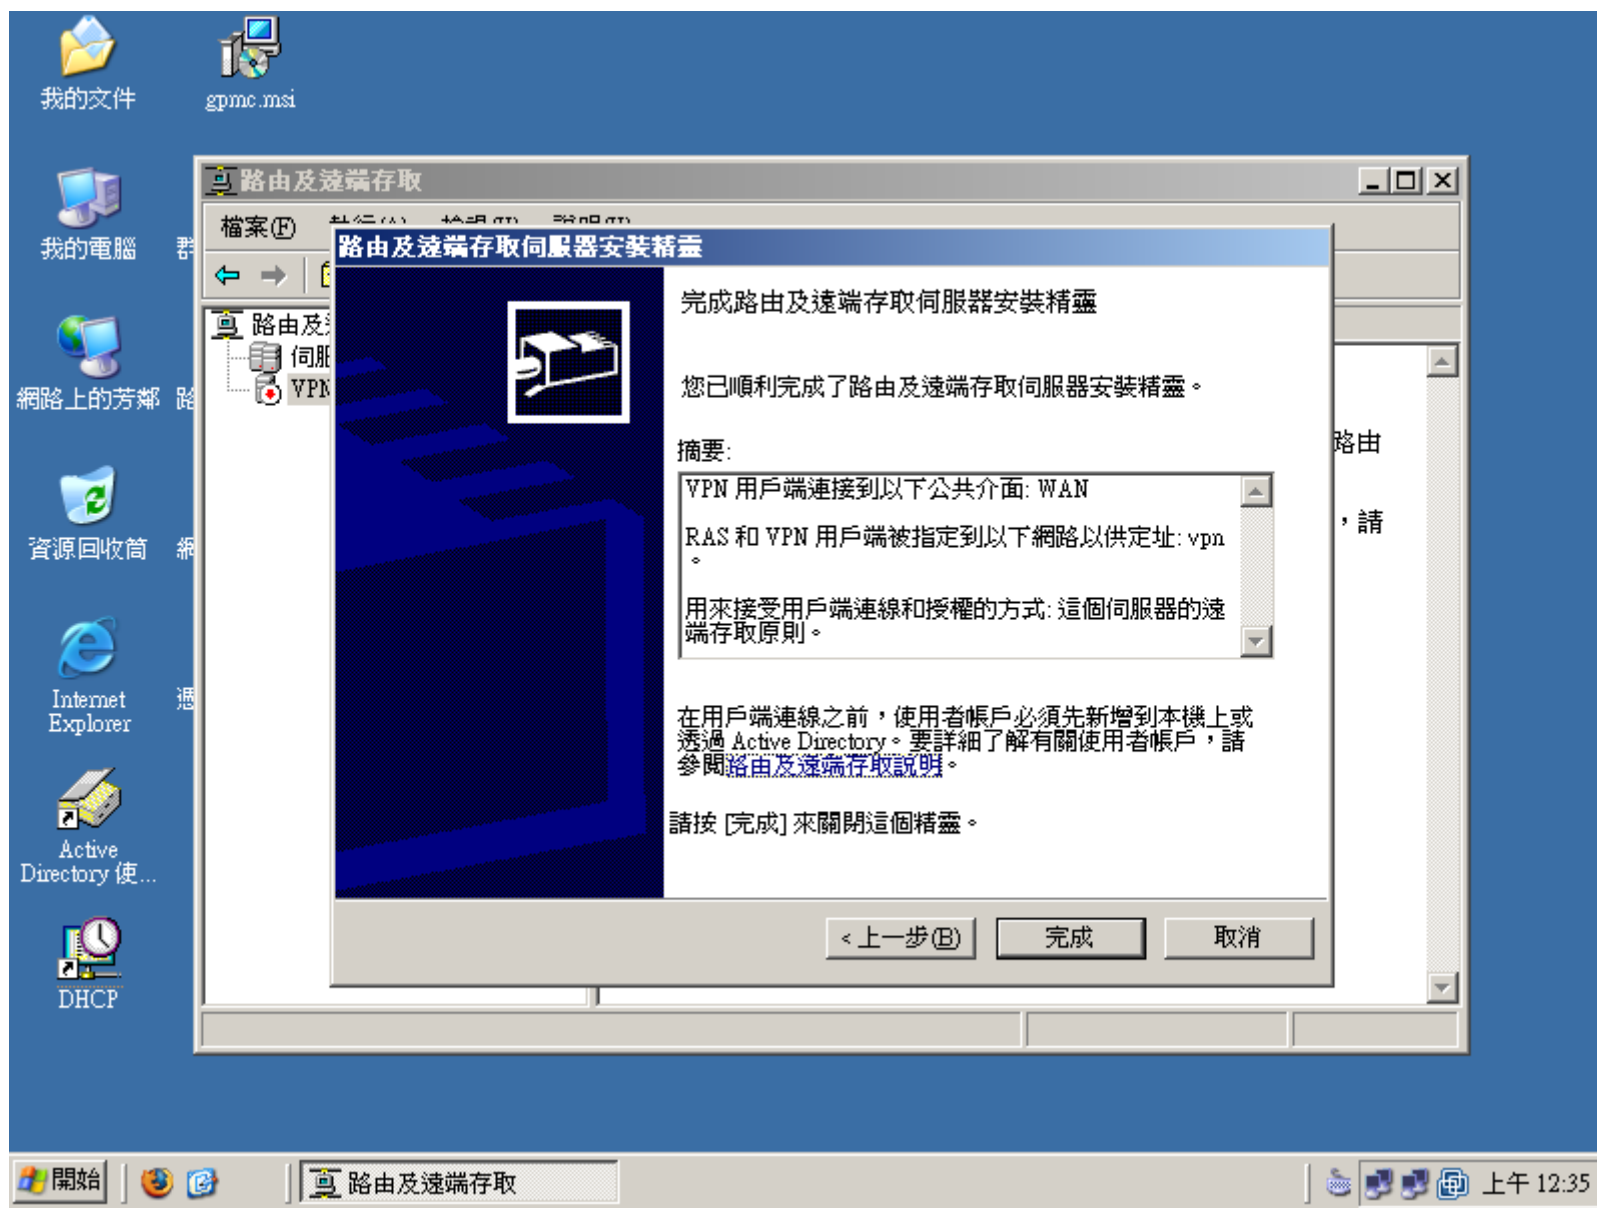 我的文件
gpmc.msi
我的電腦
網路上的芳鄰
資源回收筒
Internet
Explorer
Active
Directory 使...
DHCP
路由及遠端存取
檔案(F)
路由及遠端存取伺服器安裝精靈
路由及
伺服
VPN
完成路由及遠端存取伺服器安裝精靈
您已順利完成了路由及遠端存取伺服器安裝精靈。
摘要:
VPN 用戶端連接到以下公共介面: WAN
RAS 和 VPN 用戶端被指定到以下網路以供定址: vpn
。
用來接受用戶端連線和授權的方式: 這個伺服器的遠
端存取原則。
在用戶端連線之前，使用者帳戶必須先新增到本機上或
透過 Active Directory。要詳細了解有關使用者帳戶，請
參閱路由及遠端存取說明。
請按 [完成] 來關閉這個精靈。
<上一步(B)
完成
取消
路由
，請
開始
路由及遠端存取
上午 12:35